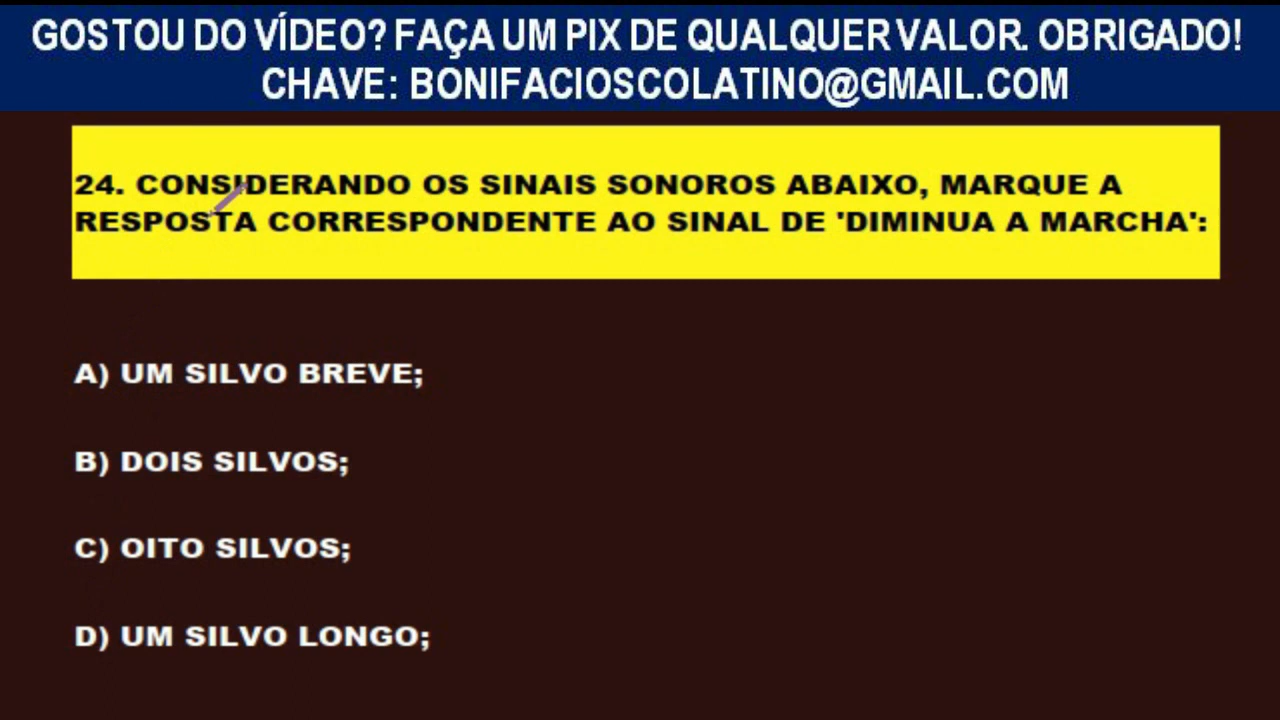 GOSTOU DO VÍDEO? FAÇA UM PIX DE QUALQUER VALOR. OBRIGADO!
CHAVE: BONIFACIOSCOLATINO@GMAIL.COM
24. CONSIDERANDO OS SINAIS SONOROS ABAIXO, MARQUE A
RESPOSTA CORRESPONDENTE AO SINAL DE 'DIMINUA A MARCHA':
A) UM SILVO BREVE;
B) DOIS SILVOS;
C) OITO SILVOS;
D) UM SILVO LONGO;